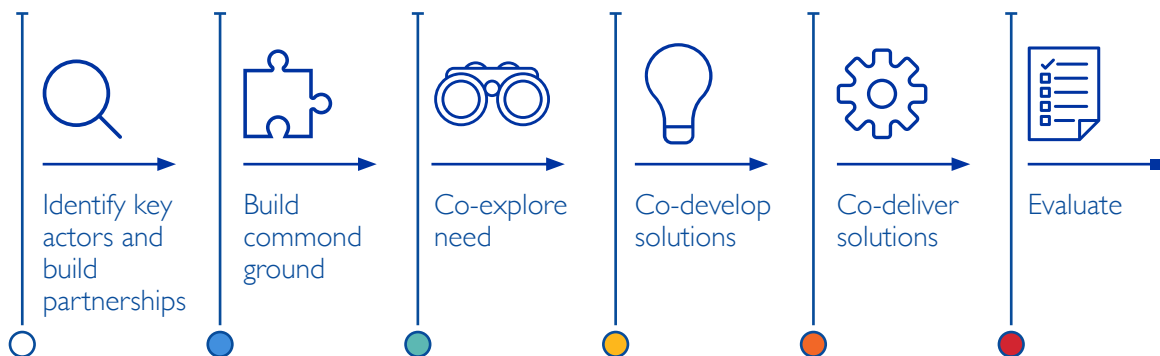 Identify key
actors and
build
partnerships
Build
commond
ground
Co-explore
need
Co-develop
solutions
Co-deliver
solutions
Evaluate